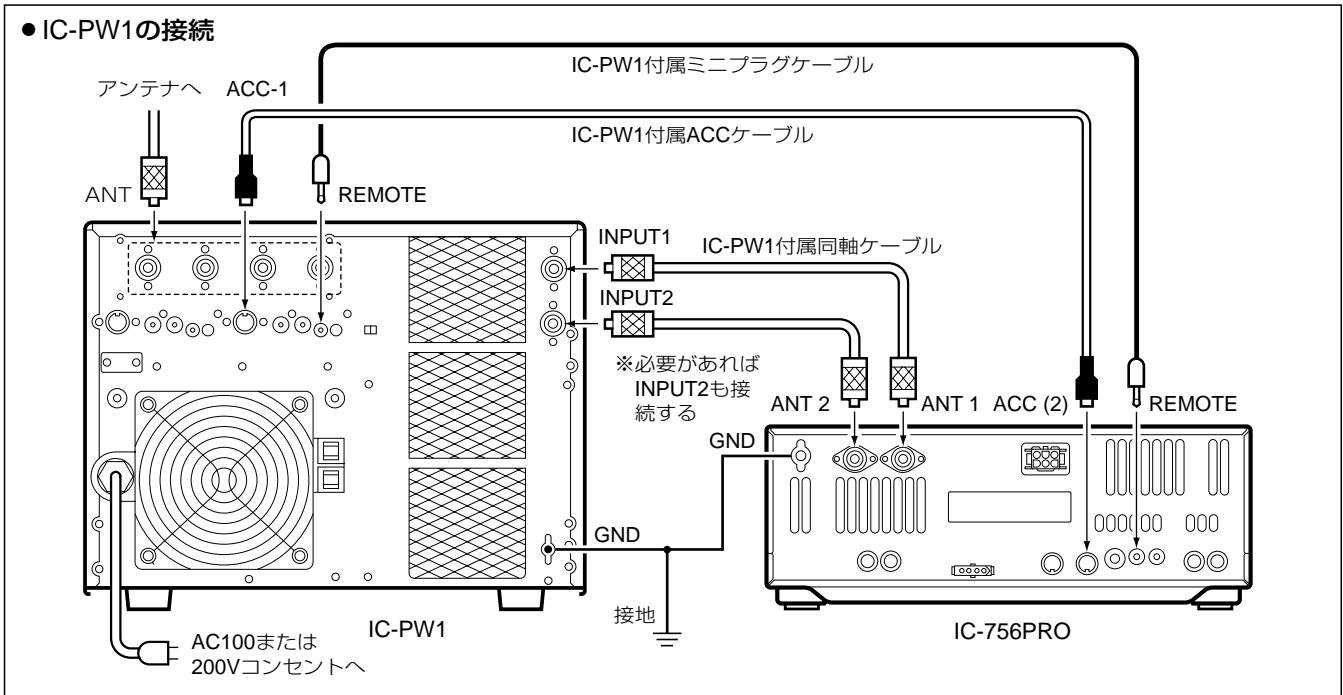 ●IC-PW1の接続
IC-PW1付属ミニプラグケーブル
アンテナへ
ACC-1
IC-PW1付属ACCケーブル
ANT
REMOTE
INPUT1
IC-PW1付属同軸ケーブル
INPUT2
※必要があれば
INPUT2も接
続する
ANT 2
ANT 1
ACC (2)
REMOTE
GND
GND
接地
IC-PW1
IC-756PRO
AC100または
200Vコンセントへ